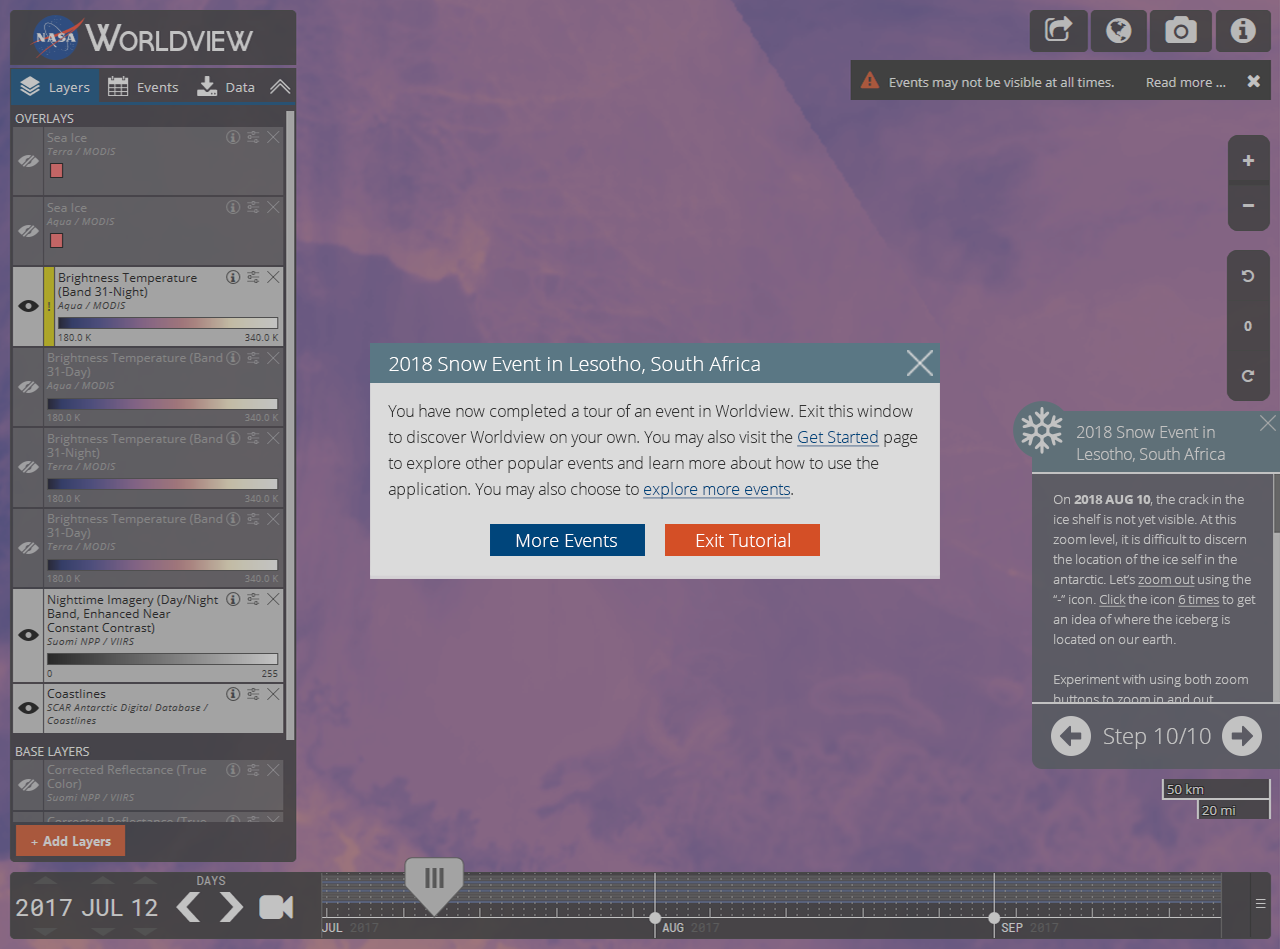 NASA WORLDVIEW
Layers Events Data
OVERLAYS
Sea Ice
Terra / MODIS
Sea Ice
Aqua / MODIS
Brightness Temperature
(Band 31-Night)
!
Aqua / MODIS
180.0 K 340.0 K
Brightness Temperature (Band
31-Day)
Aqua / MODIS
180.0 K 340.0 K
Brightness Temperature (Band
31-Night)
Terra / MODIS
180.0 K 340.0 K
Brightness Temperature (Band
31-Day)
Terra / MODIS
180.0 K 340.0 K
Nighttime Imagery (Day/Night
Band, Enhanced Near
Constant Contrast)
Suomi NPP / VIIRS
0 255
Coastlines
SCAR Antarctic Digital Database /
Coastlines
BASE LAYERS
Corrected Reflectance (True
Color)
Suomi NPP / VIIRS
Corrected Reflectance (True
+ Add Layers
Events may not be visible at all times. Read more ...
+
−
0
2018 Snow Event in Lesotho, South Africa
You have now completed a tour of an event in Worldview. Exit this window
to discover Worldview on your own. You may also visit the Get Started page
to explore other popular events and learn more about how to use the
application. You may also choose to explore more events.
More Events Exit Tutorial
2018 Snow Event in
Lesotho, South Africa
On 2018 AUG 10, the crack in the
ice shelf is not yet visible. At this
zoom level, it is difficult to discern
the location of the ice self in the
antarctic. Let's zoom out using the
“-” icon. Click the icon 6 times to get
an idea of where the iceberg is
located on our earth.
Experiment with using both zoom
buttons to zoom in and out
Step 10/10
50 km
20 mi
2017 JUL 12
DAYS
JUL 2017 AUG 2017 SEP 2017